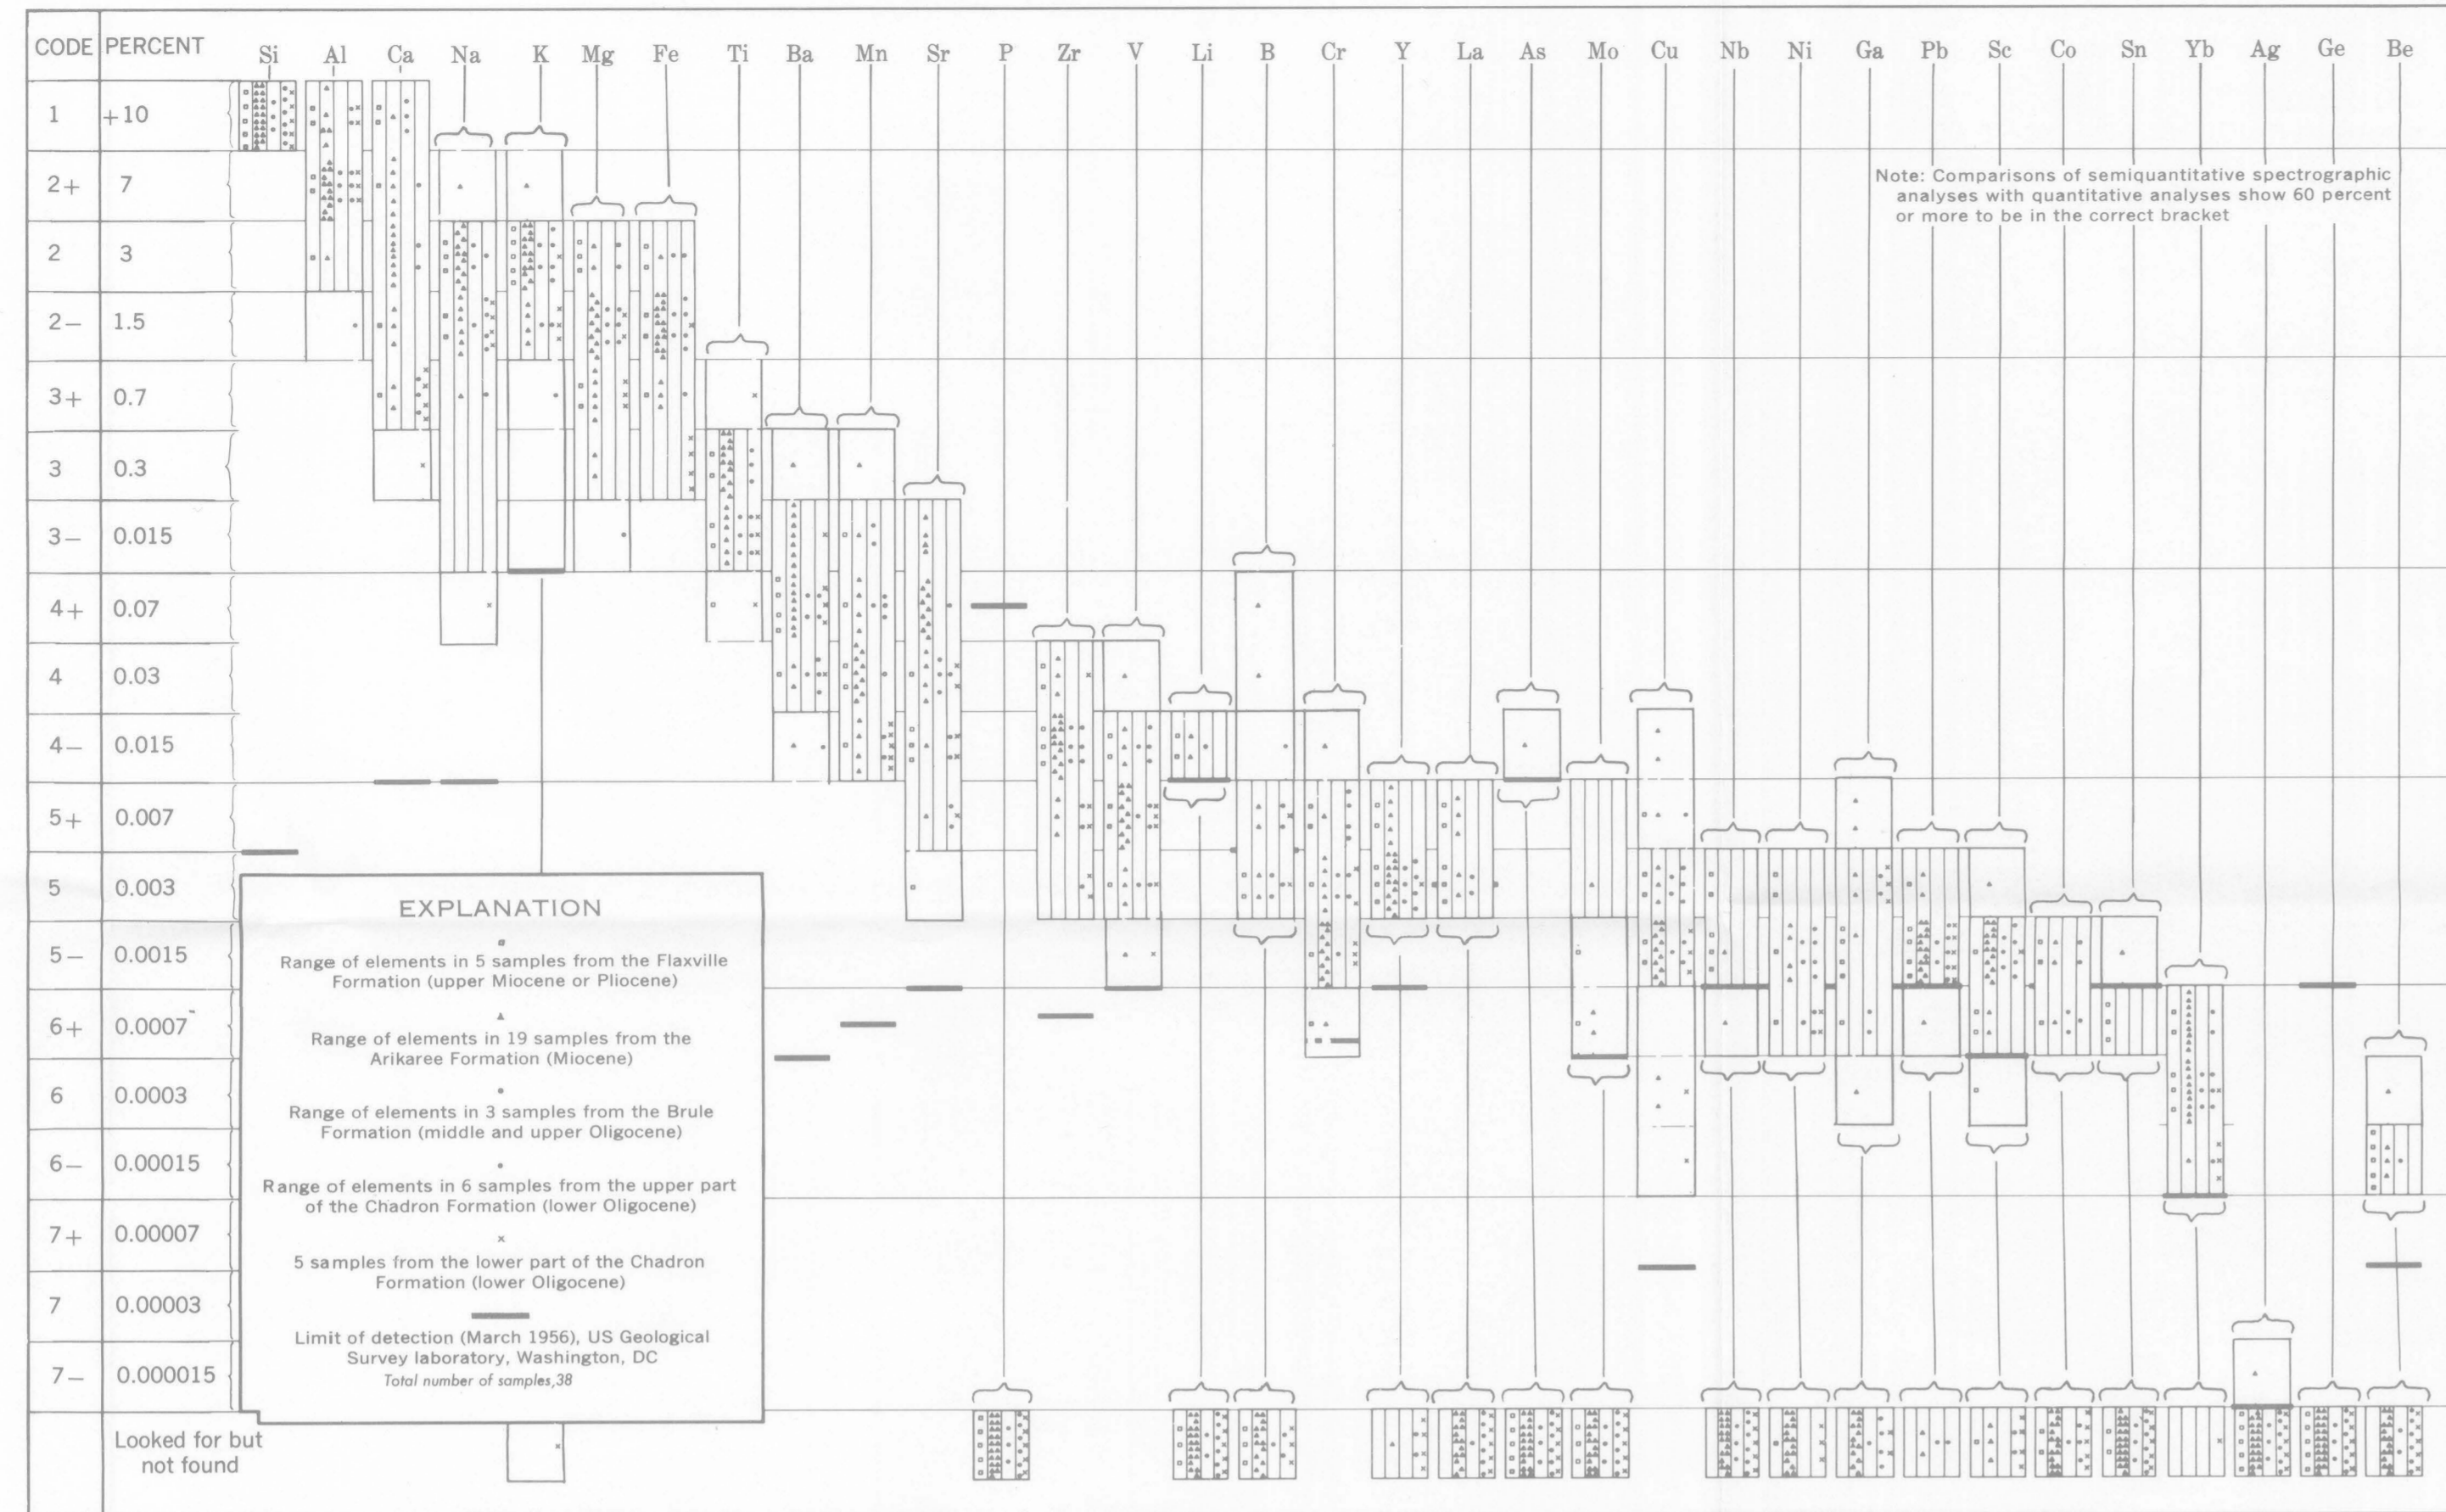 CODE PERCENT Si Al Ca Na K Mg Fe Ti Ba Mn Sr P Zr V Li B Cr Y La As Mo Cu Nb Ni Ga Pb Sc Co Sn Yb Ag Ge Be
1 +10
2+ 7
2 3
2− 1.5
3+ 0.7
3 0.3
3− 0.015
4+ 0.07
4 0.03
4− 0.015
5+ 0.007
5 0.003
5− 0.0015
6+ 0.0007
6 0.0003
6− 0.00015
7+ 0.00007
7 0.00003
7− 0.000015
Looked for but
not found
Note: Comparisons of semiquantitative spectrographic
analyses with quantitative analyses show 60 percent
or more to be in the correct bracket
EXPLANATION
Range of elements in 5 samples from the Flaxville
Formation (upper Miocene or Pliocene)
Range of elements in 19 samples from the
Arikaree Formation (Miocene)
Range of elements in 3 samples from the Brule
Formation (middle and upper Oligocene)
Range of elements in 6 samples from the upper part
of the Chadron Formation (lower Oligocene)
5 samples from the lower part of the Chadron
Formation (lower Oligocene)
Limit of detection (March 1956), US Geological
Survey laboratory, Washington, DC
Total number of samples,38